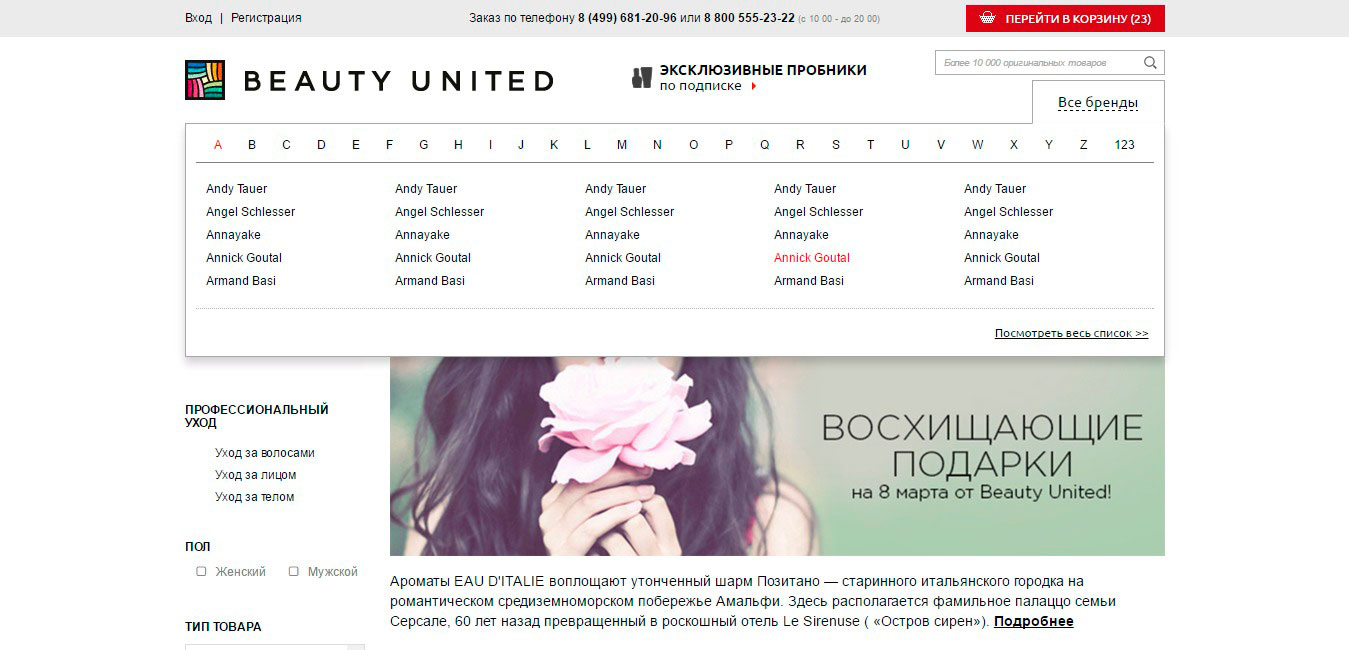 Вход | Регистрация
Заказ по телефону 8 (499) 681-20-96 или 8 800 555-23-22 (с 10 00 - до 20 00)
ПЕРЕЙТИ В КОРЗИНУ (23)
BEAUTY UNITED
ЭКСКЛЮЗИВНЫЕ ПРОБНИКИ
по подписке
Более 10 000 оригинальных товаров
Все бренды
A B C D E F G H I J K L M N O P Q R S T U V W X Y Z 123
Andy Tauer Andy Tauer Andy Tauer Andy Tauer Andy Tauer
Angel Schlesser Angel Schlesser Angel Schlesser Angel Schlesser Angel Schlesser
Annayake Annayake Annayake Annayake Annayake
Annick Goutal Annick Goutal Annick Goutal Annick Goutal Annick Goutal
Armand Basi Armand Basi Armand Basi Armand Basi Armand Basi
Посмотреть весь список >>
ПРОФЕССИОНАЛЬНЫЙ
УХОД
Уход за волосами
Уход за лицом
Уход за телом
ПОЛ
Женский Мужской
ТИП ТОВАРА
ВОСХИЩАЮЩИЕ
ПОДАРКИ
на 8 марта от Beauty United!
Ароматы EAU D'ITALIE воплощают утонченный шарм Позитано — старинного итальянского городка на
романтическом средиземноморском побережье Амальфи. Здесь располагается фамильное палаццо семьи
Серсале, 60 лет назад превращенный в роскошный отель Le Sirenuse ( «Остров сирен»). Подробнее